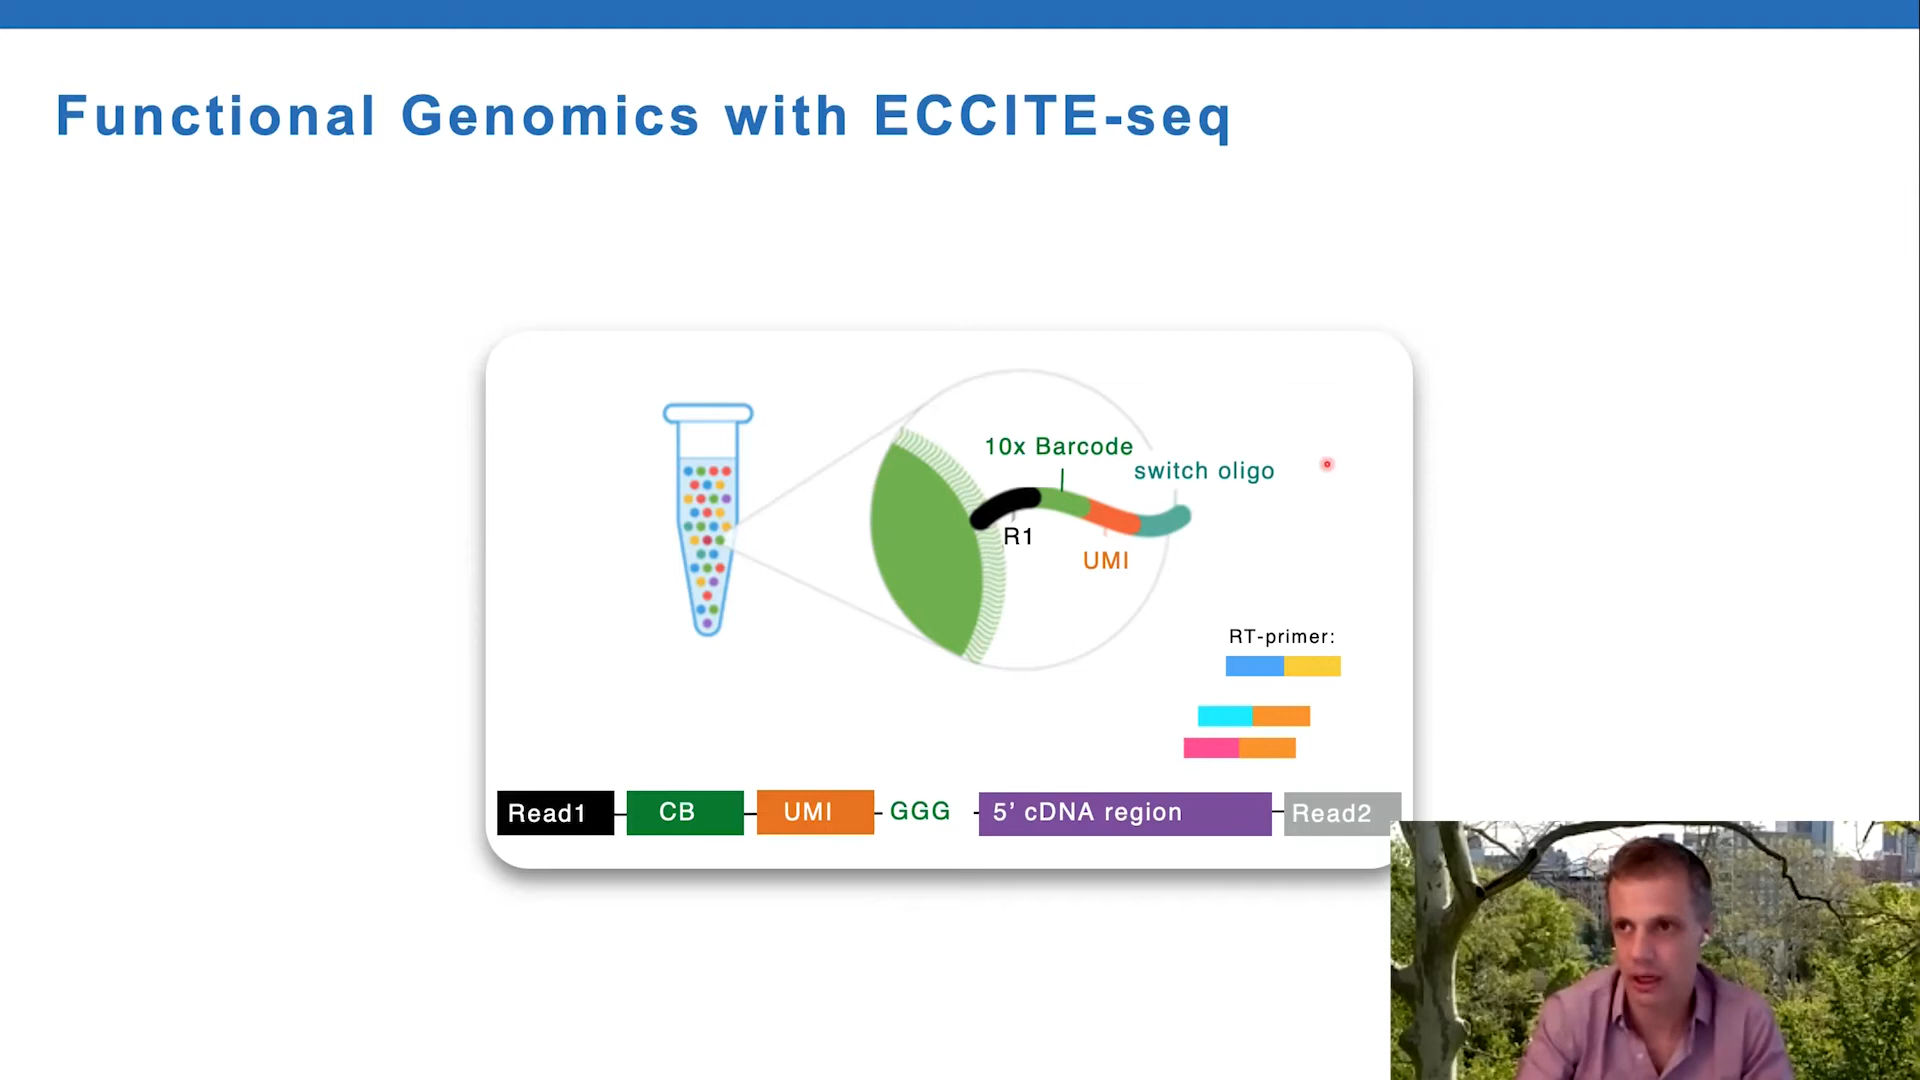 Functional Genomics with ECCITE-seq
10x Barcode
switch oligo
R1
UMI
RT-primer:
Read1 CB UMI GGG 5’ cDNA region Read2